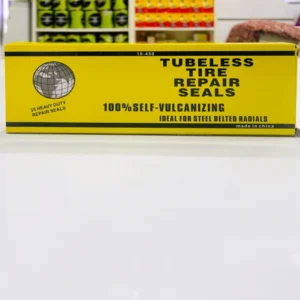 10-456
TUBELESS
TIRE
REPAIR
SEALS
25 HEAVY DUTY
REPAIR SEALS
100% SELF-VULCANIZING
IDEAL FOR STEEL BELTED RADIALS
made in china